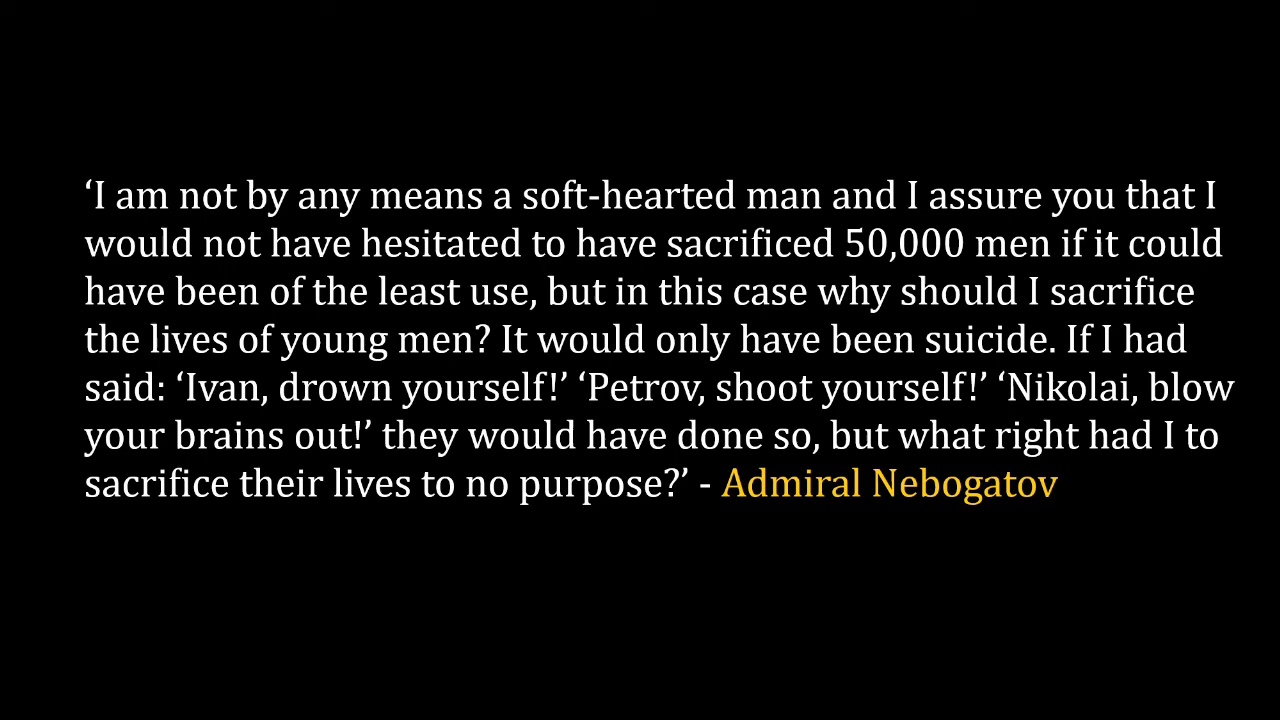 ‘I am not by any means a soft-hearted man and I assure you that I
would not have hesitated to have sacrificed 50,000 men if it could
have been of the least use, but in this case why should I sacrifice
the lives of young men? It would only have been suicide. If I had
said: ‘Ivan, drown yourself!’ ‘Petrov, shoot yourself!’ ‘Nikolai, blow
your brains out!’ they would have done so, but what right had I to
sacrifice their lives to no purpose?’ - Admiral Nebogatov